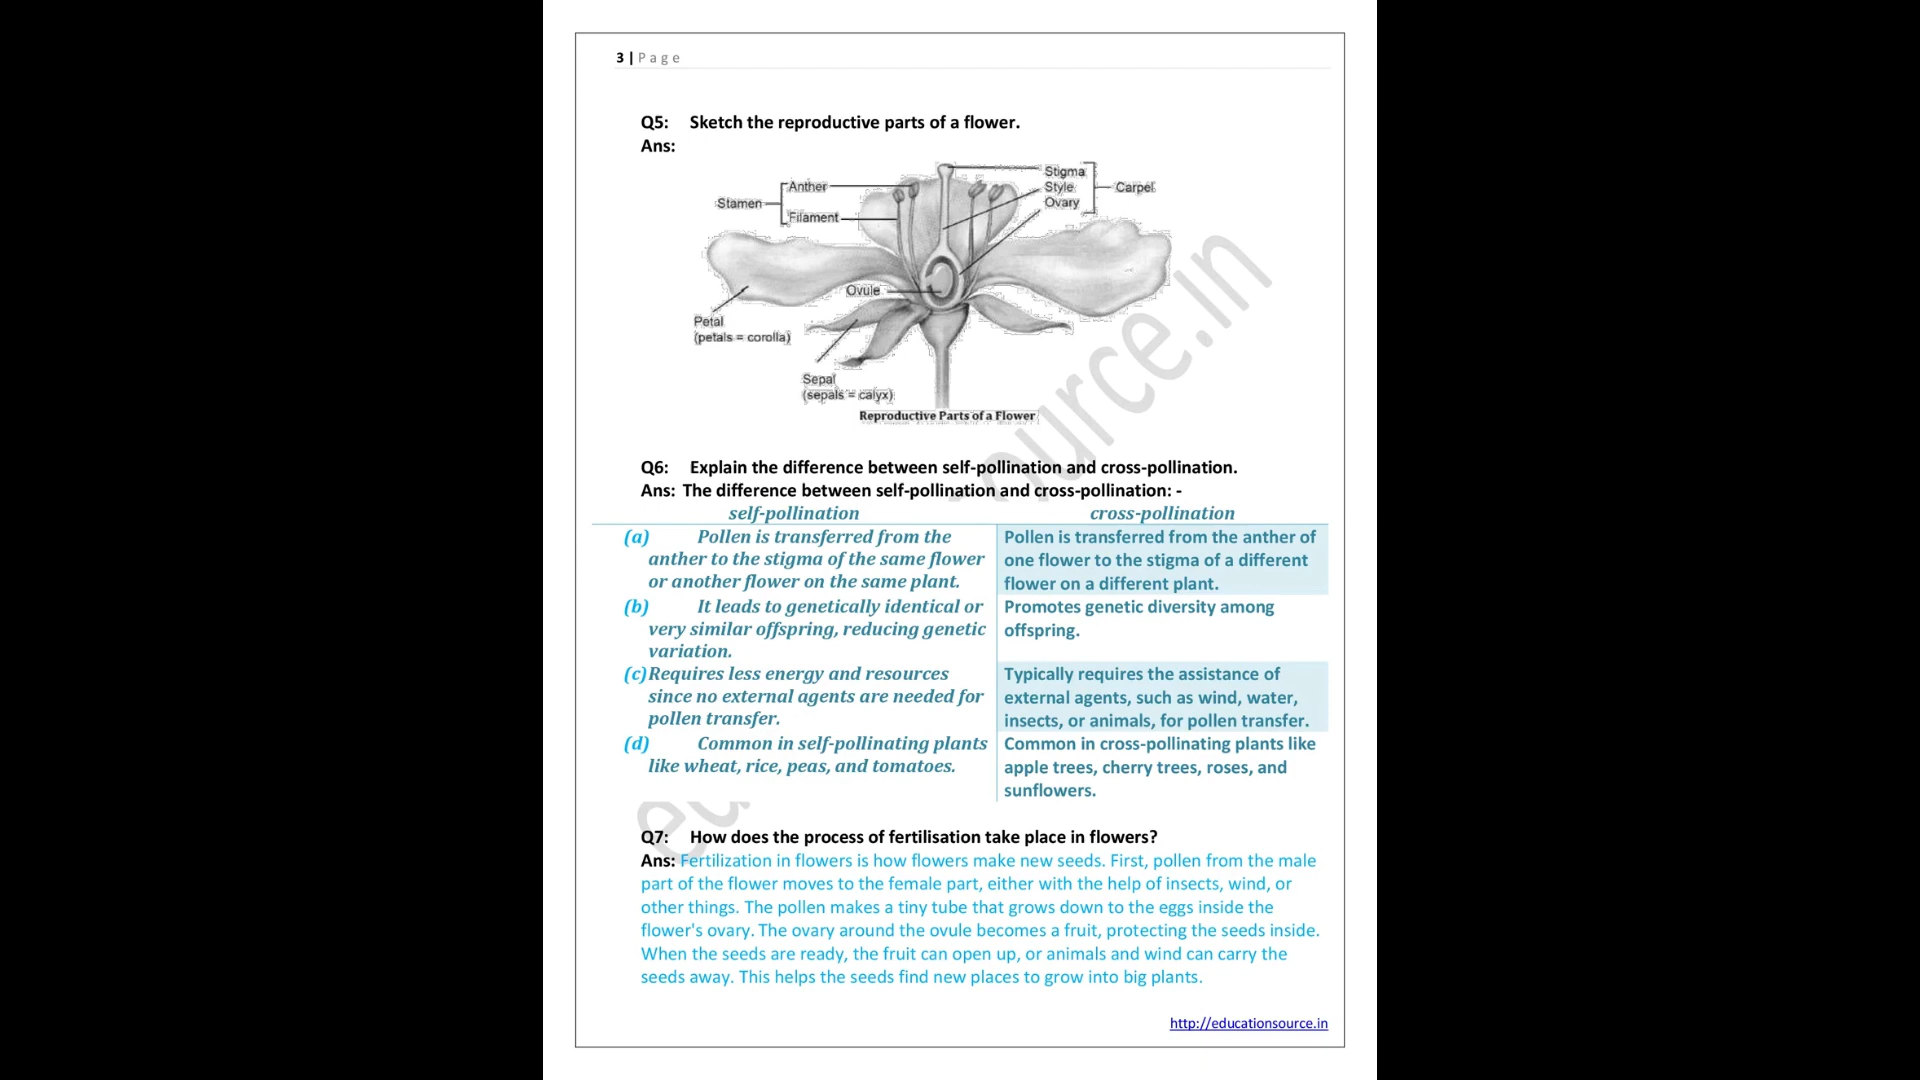 3 | Page
Q5: Sketch the reproductive parts of a flower.
Ans:
Stigma
Anther
Style
Carpel
Stamen
Ovary
Filament
Ovule
Petal
(petals = corolla)
Sepal
(sepals = calyx)
Reproductive Parts of a Flower
Q6: Explain the difference between self-pollination and cross-pollination.
Ans: The difference between self-pollination and cross-pollination: -
self-pollination
(a) Pollen is transferred from the
anther to the stigma of the same flower
or another flower on the same plant.
(b) It leads to genetically identical or
very similar offspring, reducing genetic
variation.
(c) Requires less energy and resources
since no external agents are needed for
pollen transfer.
(d) Common in self-pollinating plants
like wheat, rice, peas, and tomatoes.
cross-pollination
Pollen is transferred from the anther of
one flower to the stigma of a different
flower on a different plant.
Promotes genetic diversity among
offspring.
Typically requires the assistance of
external agents, such as wind, water,
insects, or animals, for pollen transfer.
Common in cross-pollinating plants like
apple trees, cherry trees, roses, and
sunflowers.
Q7: How does the process of fertilisation take place in flowers?
Ans: Fertilization in flowers is how flowers make new seeds. First, pollen from the male
part of the flower moves to the female part, either with the help of insects, wind, or
other things. The pollen makes a tiny tube that grows down to the eggs inside the
flower's ovary. The ovary around the ovule becomes a fruit, protecting the seeds inside.
When the seeds are ready, the fruit can open up, or animals and wind can carry the
seeds away. This helps the seeds find new places to grow into big plants.
http://educationsource.in